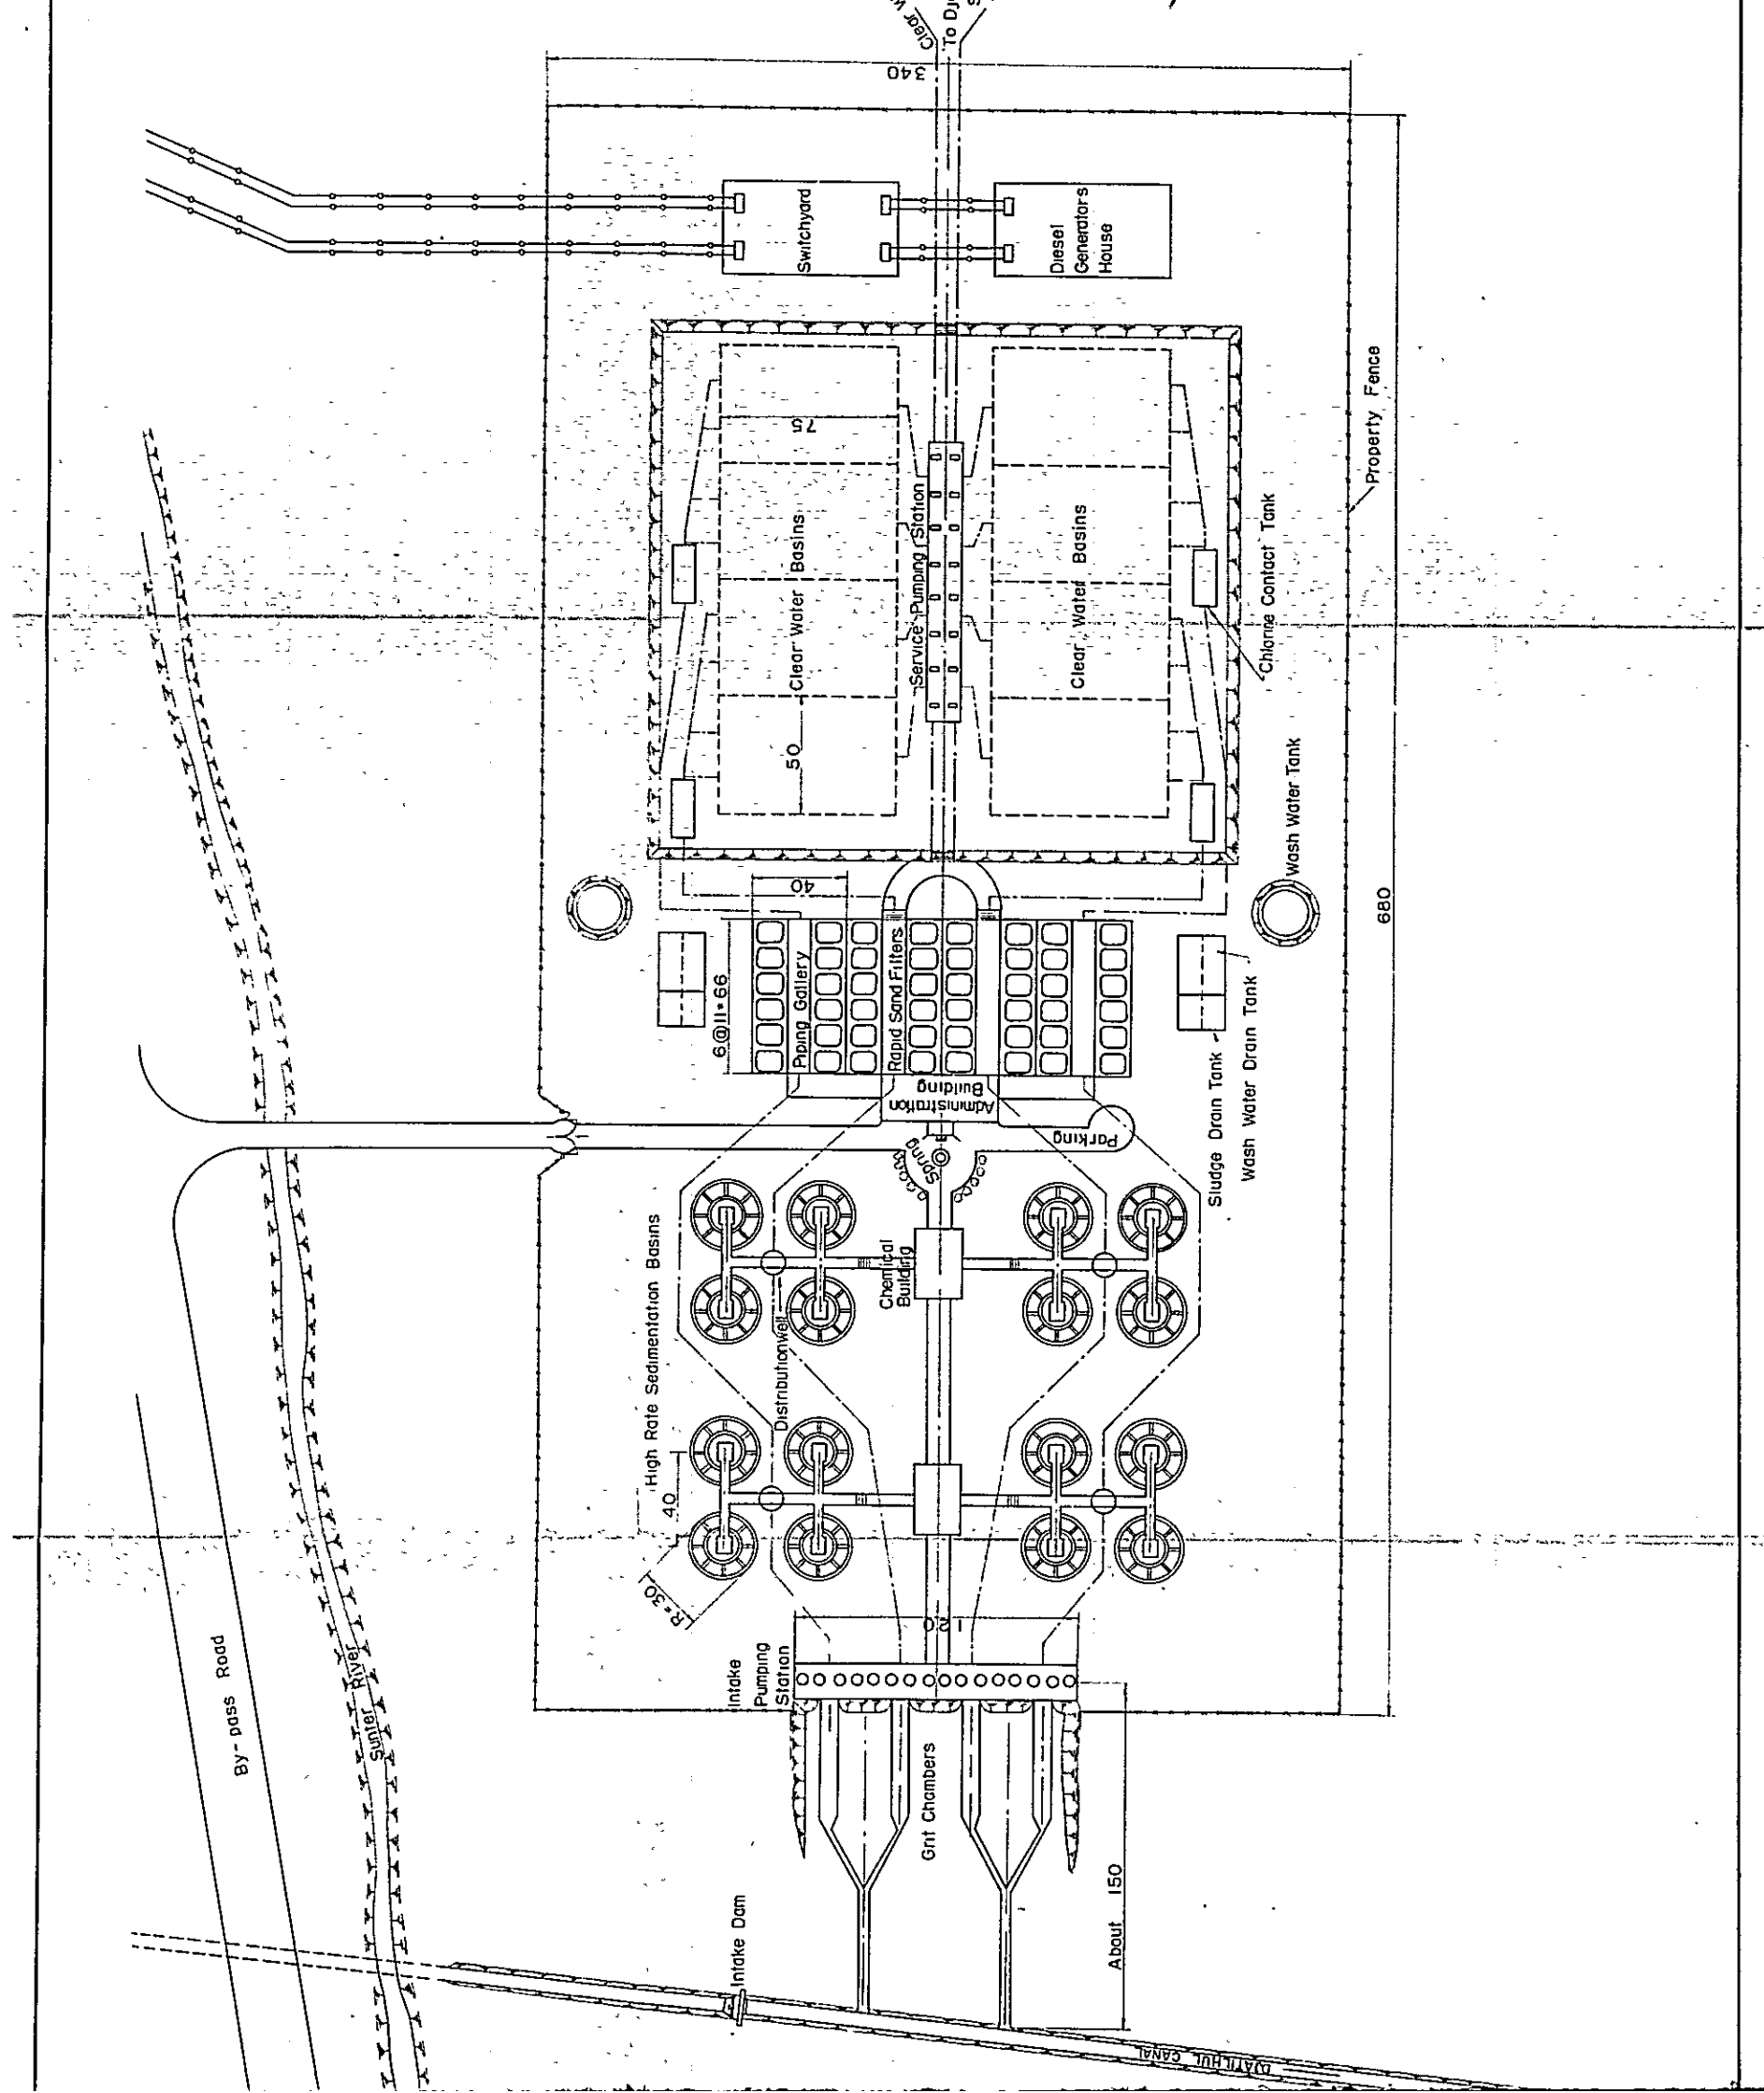 Clear W
To Dj
340
Switchyard
Diesel
Generators
House
75
Property Fence
Clear Water Basins
Service Pumping Station
Clear Water Basins
Chlorine Contact Tank
50
Wash Water Tank
40
680
6@11=66
Piping Gallery
Rapid Sand Filters
Sludge Drain Tank
Wash Water Drain Tank
Administration
Building
Parking
Spring
High Rate Sedimentation Basins
Chemical
Building
Distributionwell
40
R=30
120
Intake
Pumping
Station
By-pass Road
Sunter River
Grit Chambers
About 150
Intake Dam
DJATILHUL CANAL